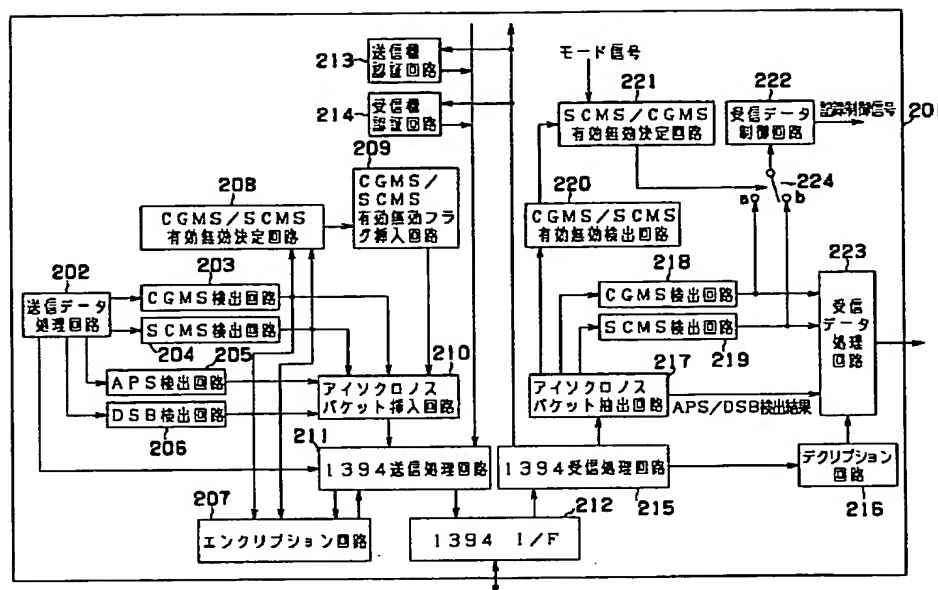 213
送信機
認証回路
214
受信機
認証回路
モード信号
221
SCMS/CGMS
有効無効決定回路
222
受信データ
制御回路
記録制御信号
201
209
CGMS/
SCMS
有効無効フラ
グ挿入回路
208
CGMS/SCMS
有効無効決定回路
224
a
b
220
CGMS/SCMS
有効無効検出回路
202
送信データ
処理回路
203
CGMS検出回路
204
SCMS検出回路
205
APS検出回路
206
DSB検出回路
210
アイソクロノス
パケット挿入回路
218
CGMS検出回路
219
SCMS検出回路
223
受信
データ
処理
回路
217
アイソクロノス
パケット抽出回路
APS/DSB検出結果
211
1394送信処理回路
1394受信処理回路
215
デクリプション
回路
216
207
エンクリプション回路
212
1394 I/F